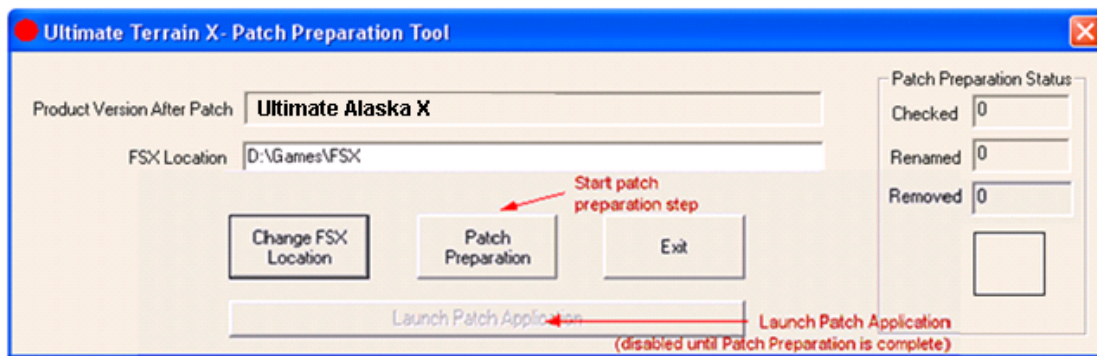 Ultimate Terrain X- Patch Preparation Tool
Product Version After Patch
Ultimate Alaska X
FSX Location
D:\Games\FSX
Start patch
preparation step
Change FSX
Location
Patch
Preparation
Exit
Launch Patch Application
Launch Patch Application
(disabled until Patch Preparation is complete)
Patch Preparation Status
Checked
0
Renamed
0
Removed
0